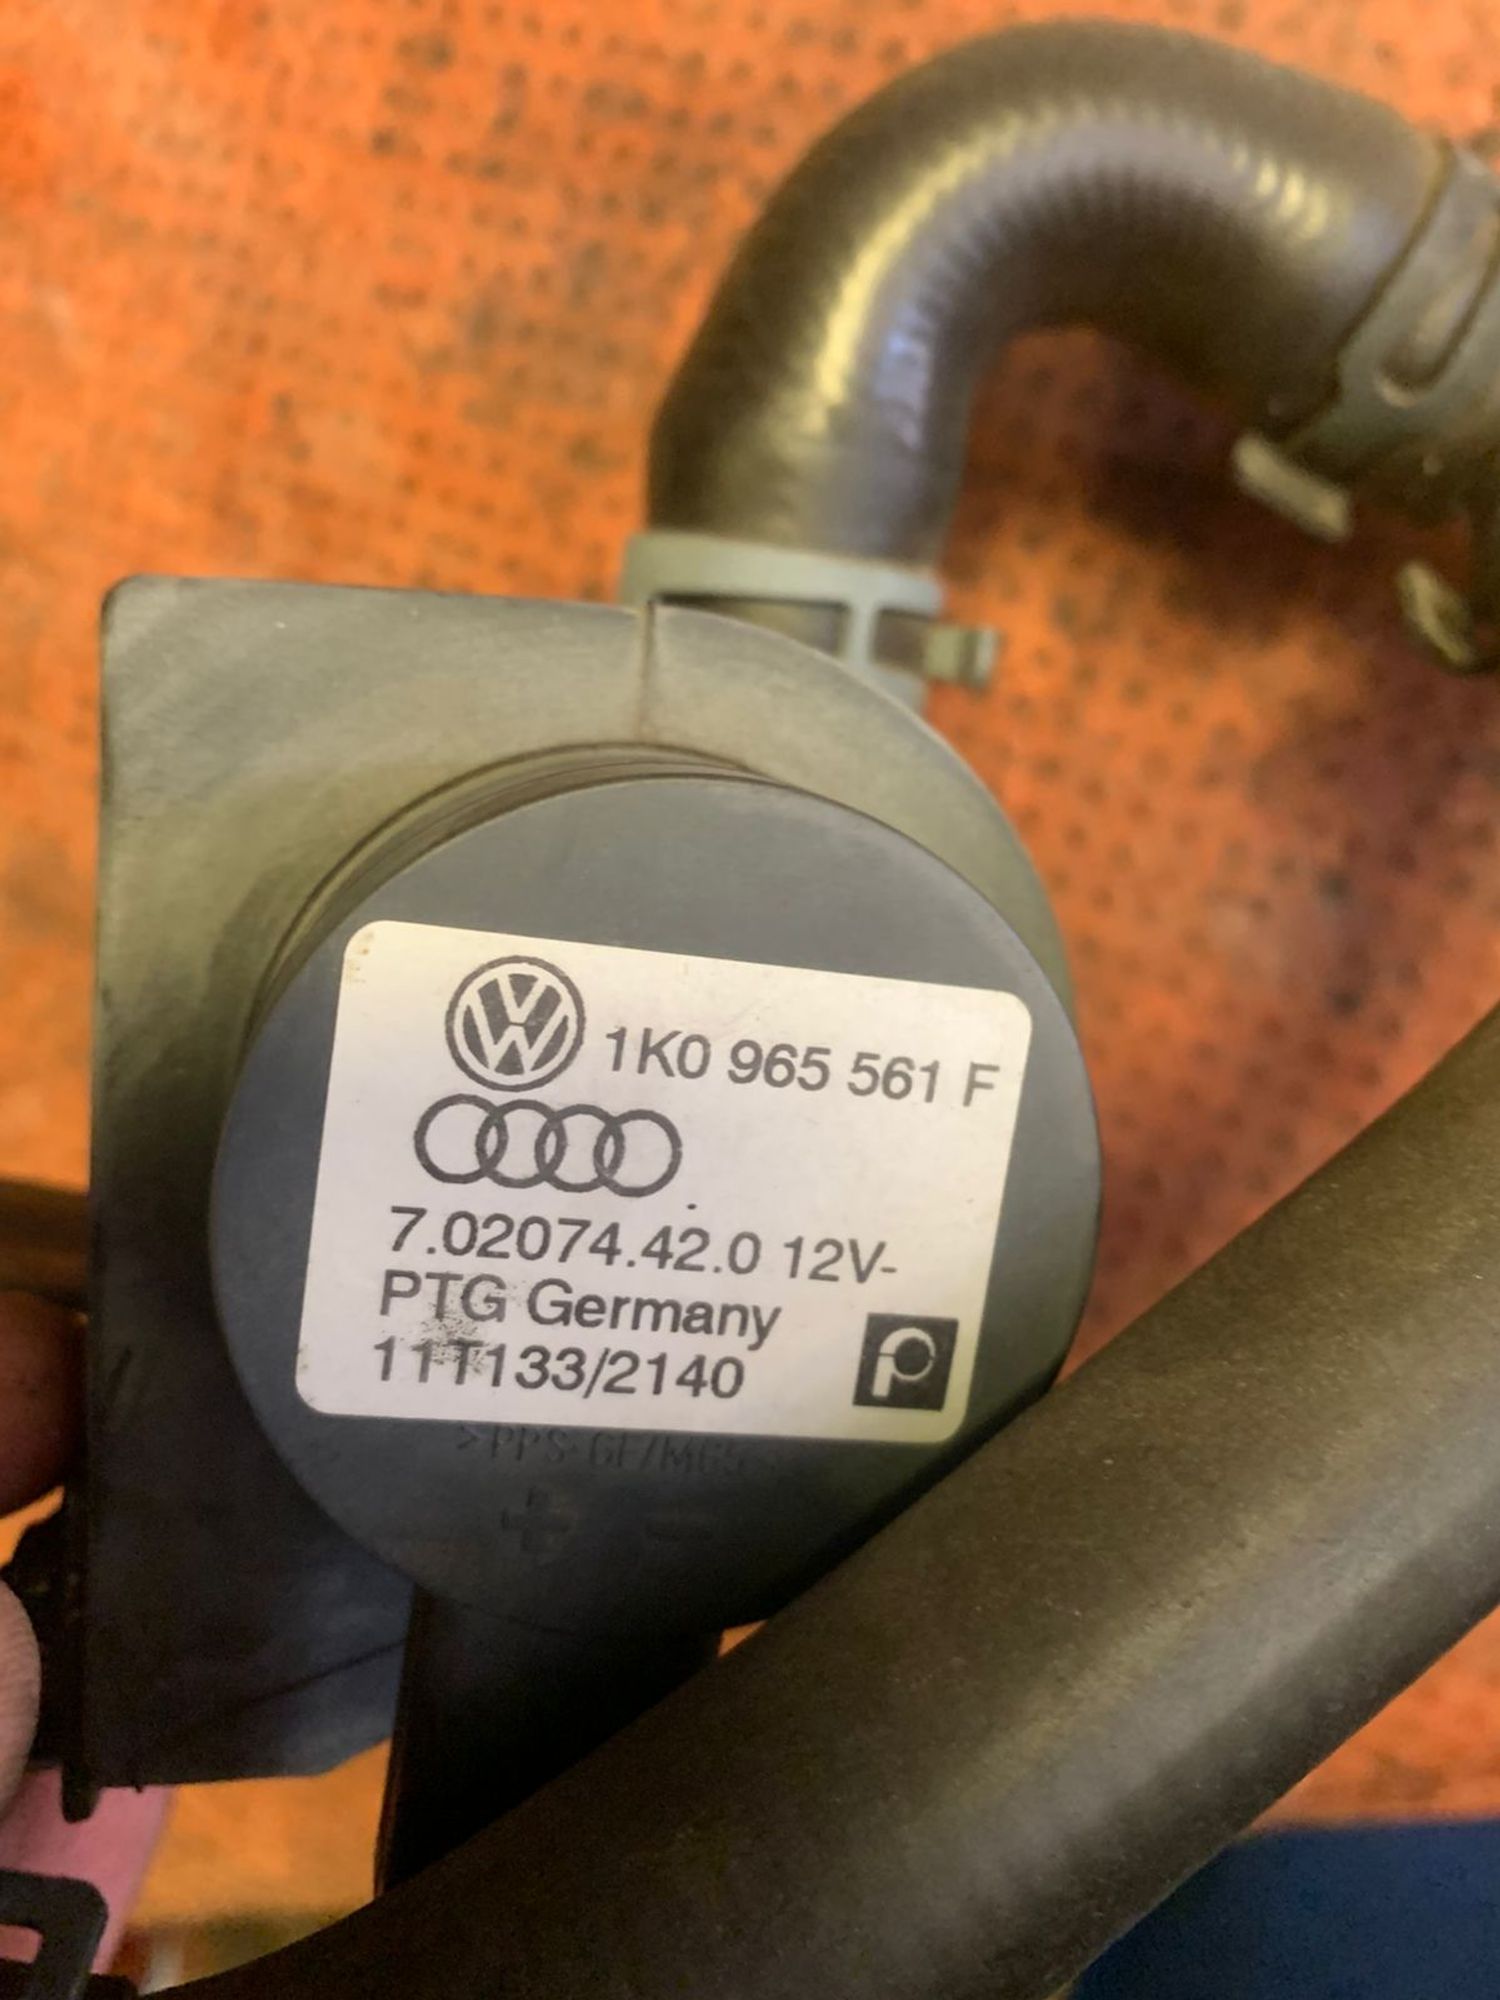 1K0 965 561 F
7.02074.42.0 12V-
PTG Germany
11T133/2140